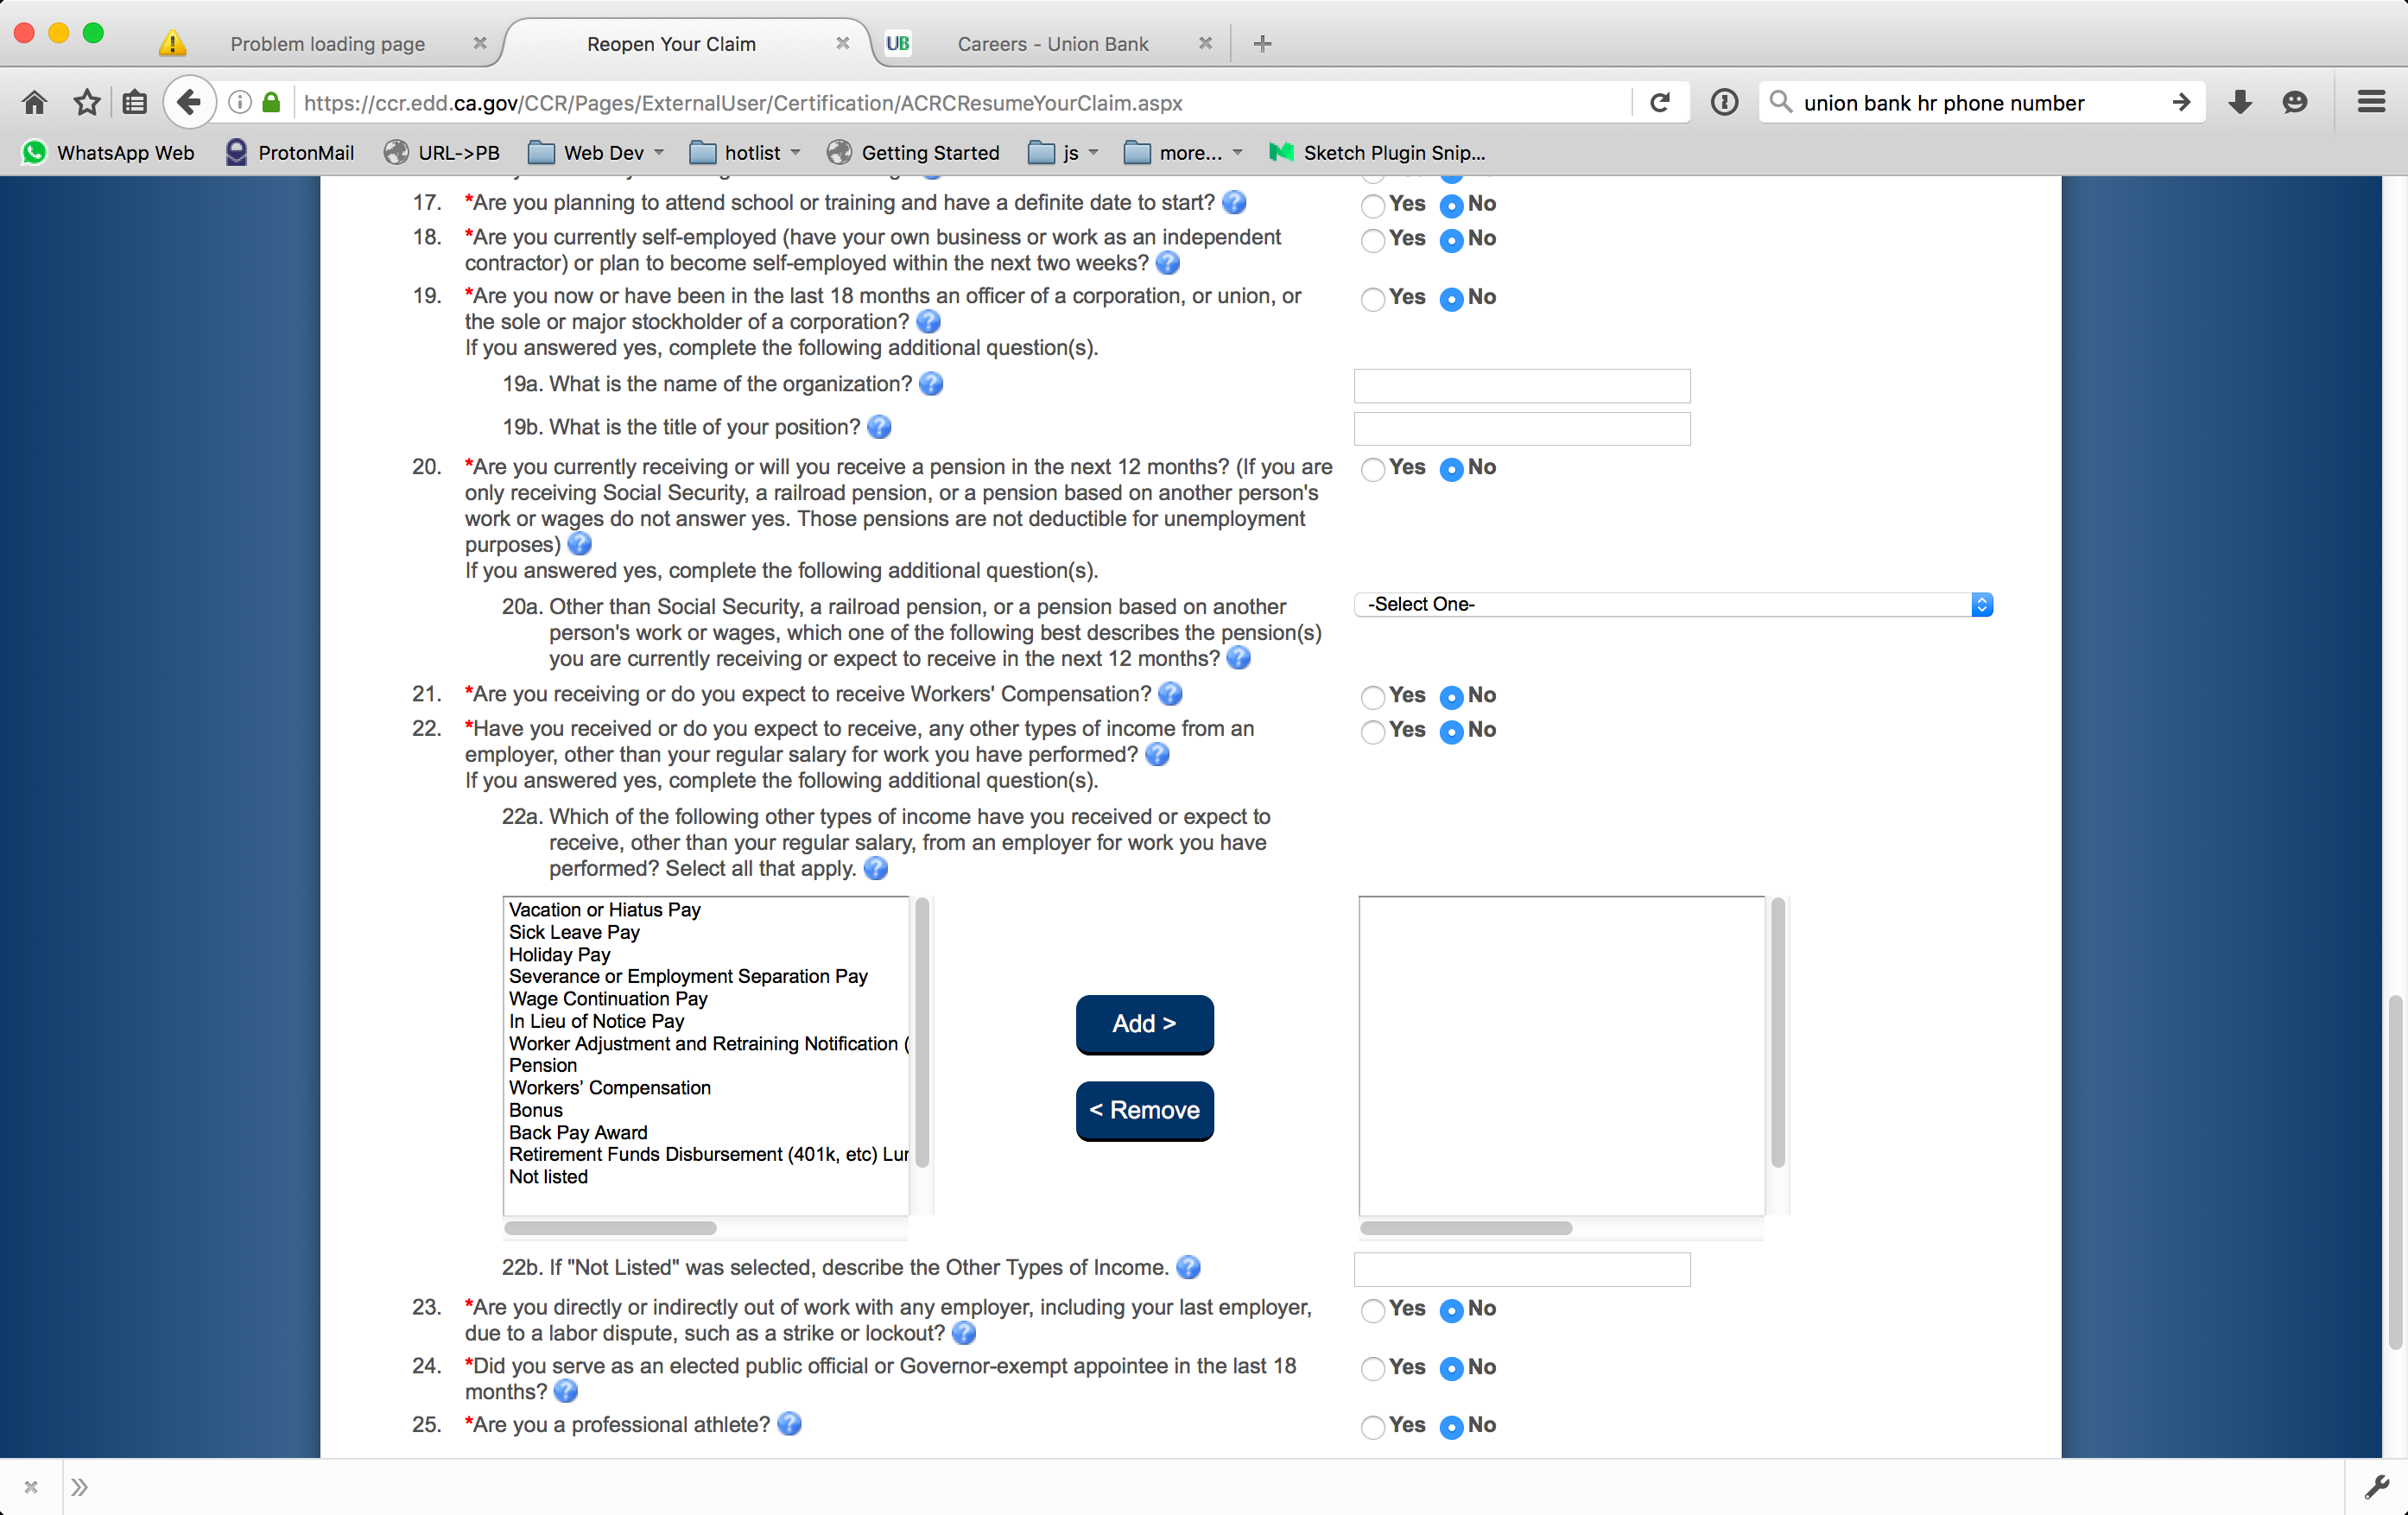 Problem loading page
Reopen Your Claim
UB
Careers - Union Bank
https://ccr.edd.ca.gov/CCR/Pages/ExternalUser/Certification/ACRCResumeYourClaim.aspx
union bank hr phone number
WhatsApp Web
ProtonMail
URL->PB
Web Dev
hotlist
Getting Started
js
more...
Sketch Plugin Snip...
17. *Are you planning to attend school or training and have a definite date to start? Yes No
18. *Are you currently self-employed (have your own business or work as an independent Yes No
contractor) or plan to become self-employed within the next two weeks?
19. *Are you now or have been in the last 18 months an officer of a corporation, or union, or Yes No
the sole or major stockholder of a corporation?
If you answered yes, complete the following additional question(s).
19a. What is the name of the organization?
19b. What is the title of your position?
20. *Are you currently receiving or will you receive a pension in the next 12 months? (If you are Yes No
only receiving Social Security, a railroad pension, or a pension based on another person's
work or wages do not answer yes. Those pensions are not deductible for unemployment
purposes)
If you answered yes, complete the following additional question(s).
20a. Other than Social Security, a railroad pension, or a pension based on another -Select One-
person's work or wages, which one of the following best describes the pension(s)
you are currently receiving or expect to receive in the next 12 months?
21. *Are you receiving or do you expect to receive Workers' Compensation? Yes No
22. *Have you received or do you expect to receive, any other types of income from an Yes No
employer, other than your regular salary for work you have performed?
If you answered yes, complete the following additional question(s).
22a. Which of the following other types of income have you received or expect to
receive, other than your regular salary, from an employer for work you have
performed? Select all that apply.
Vacation or Hiatus Pay
Sick Leave Pay
Holiday Pay
Severance or Employment Separation Pay
Wage Continuation Pay
In Lieu of Notice Pay
Worker Adjustment and Retraining Notification (
Pension
Workers’ Compensation
Bonus
Back Pay Award
Retirement Funds Disbursement (401k, etc) Lur
Not listed
Add >
< Remove
22b. If "Not Listed" was selected, describe the Other Types of Income.
23. *Are you directly or indirectly out of work with any employer, including your last employer, Yes No
due to a labor dispute, such as a strike or lockout?
24. *Did you serve as an elected public official or Governor-exempt appointee in the last 18 Yes No
months?
25. *Are you a professional athlete? Yes No